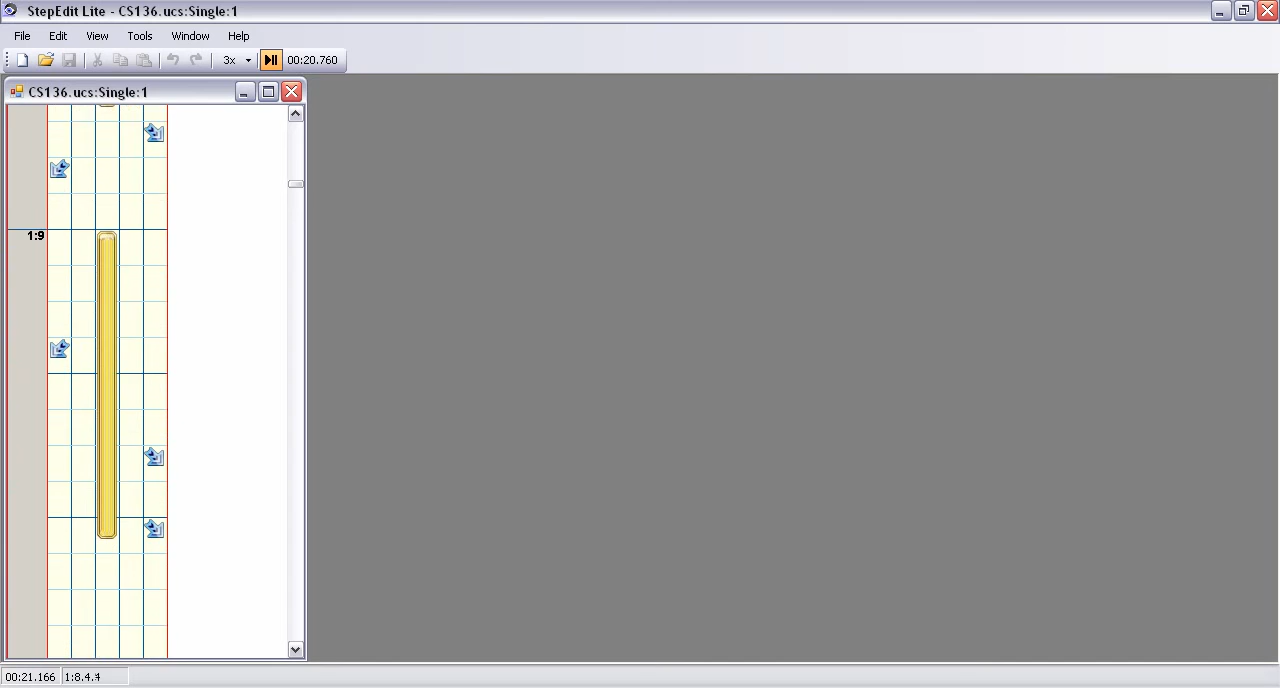 StepEdit Lite - CS136.ucs:Single:1
File Edit View Tools Window Help
3x 00:20.760
CS136.ucs:Single:1
1:9
00:21.166 1:8.4.4